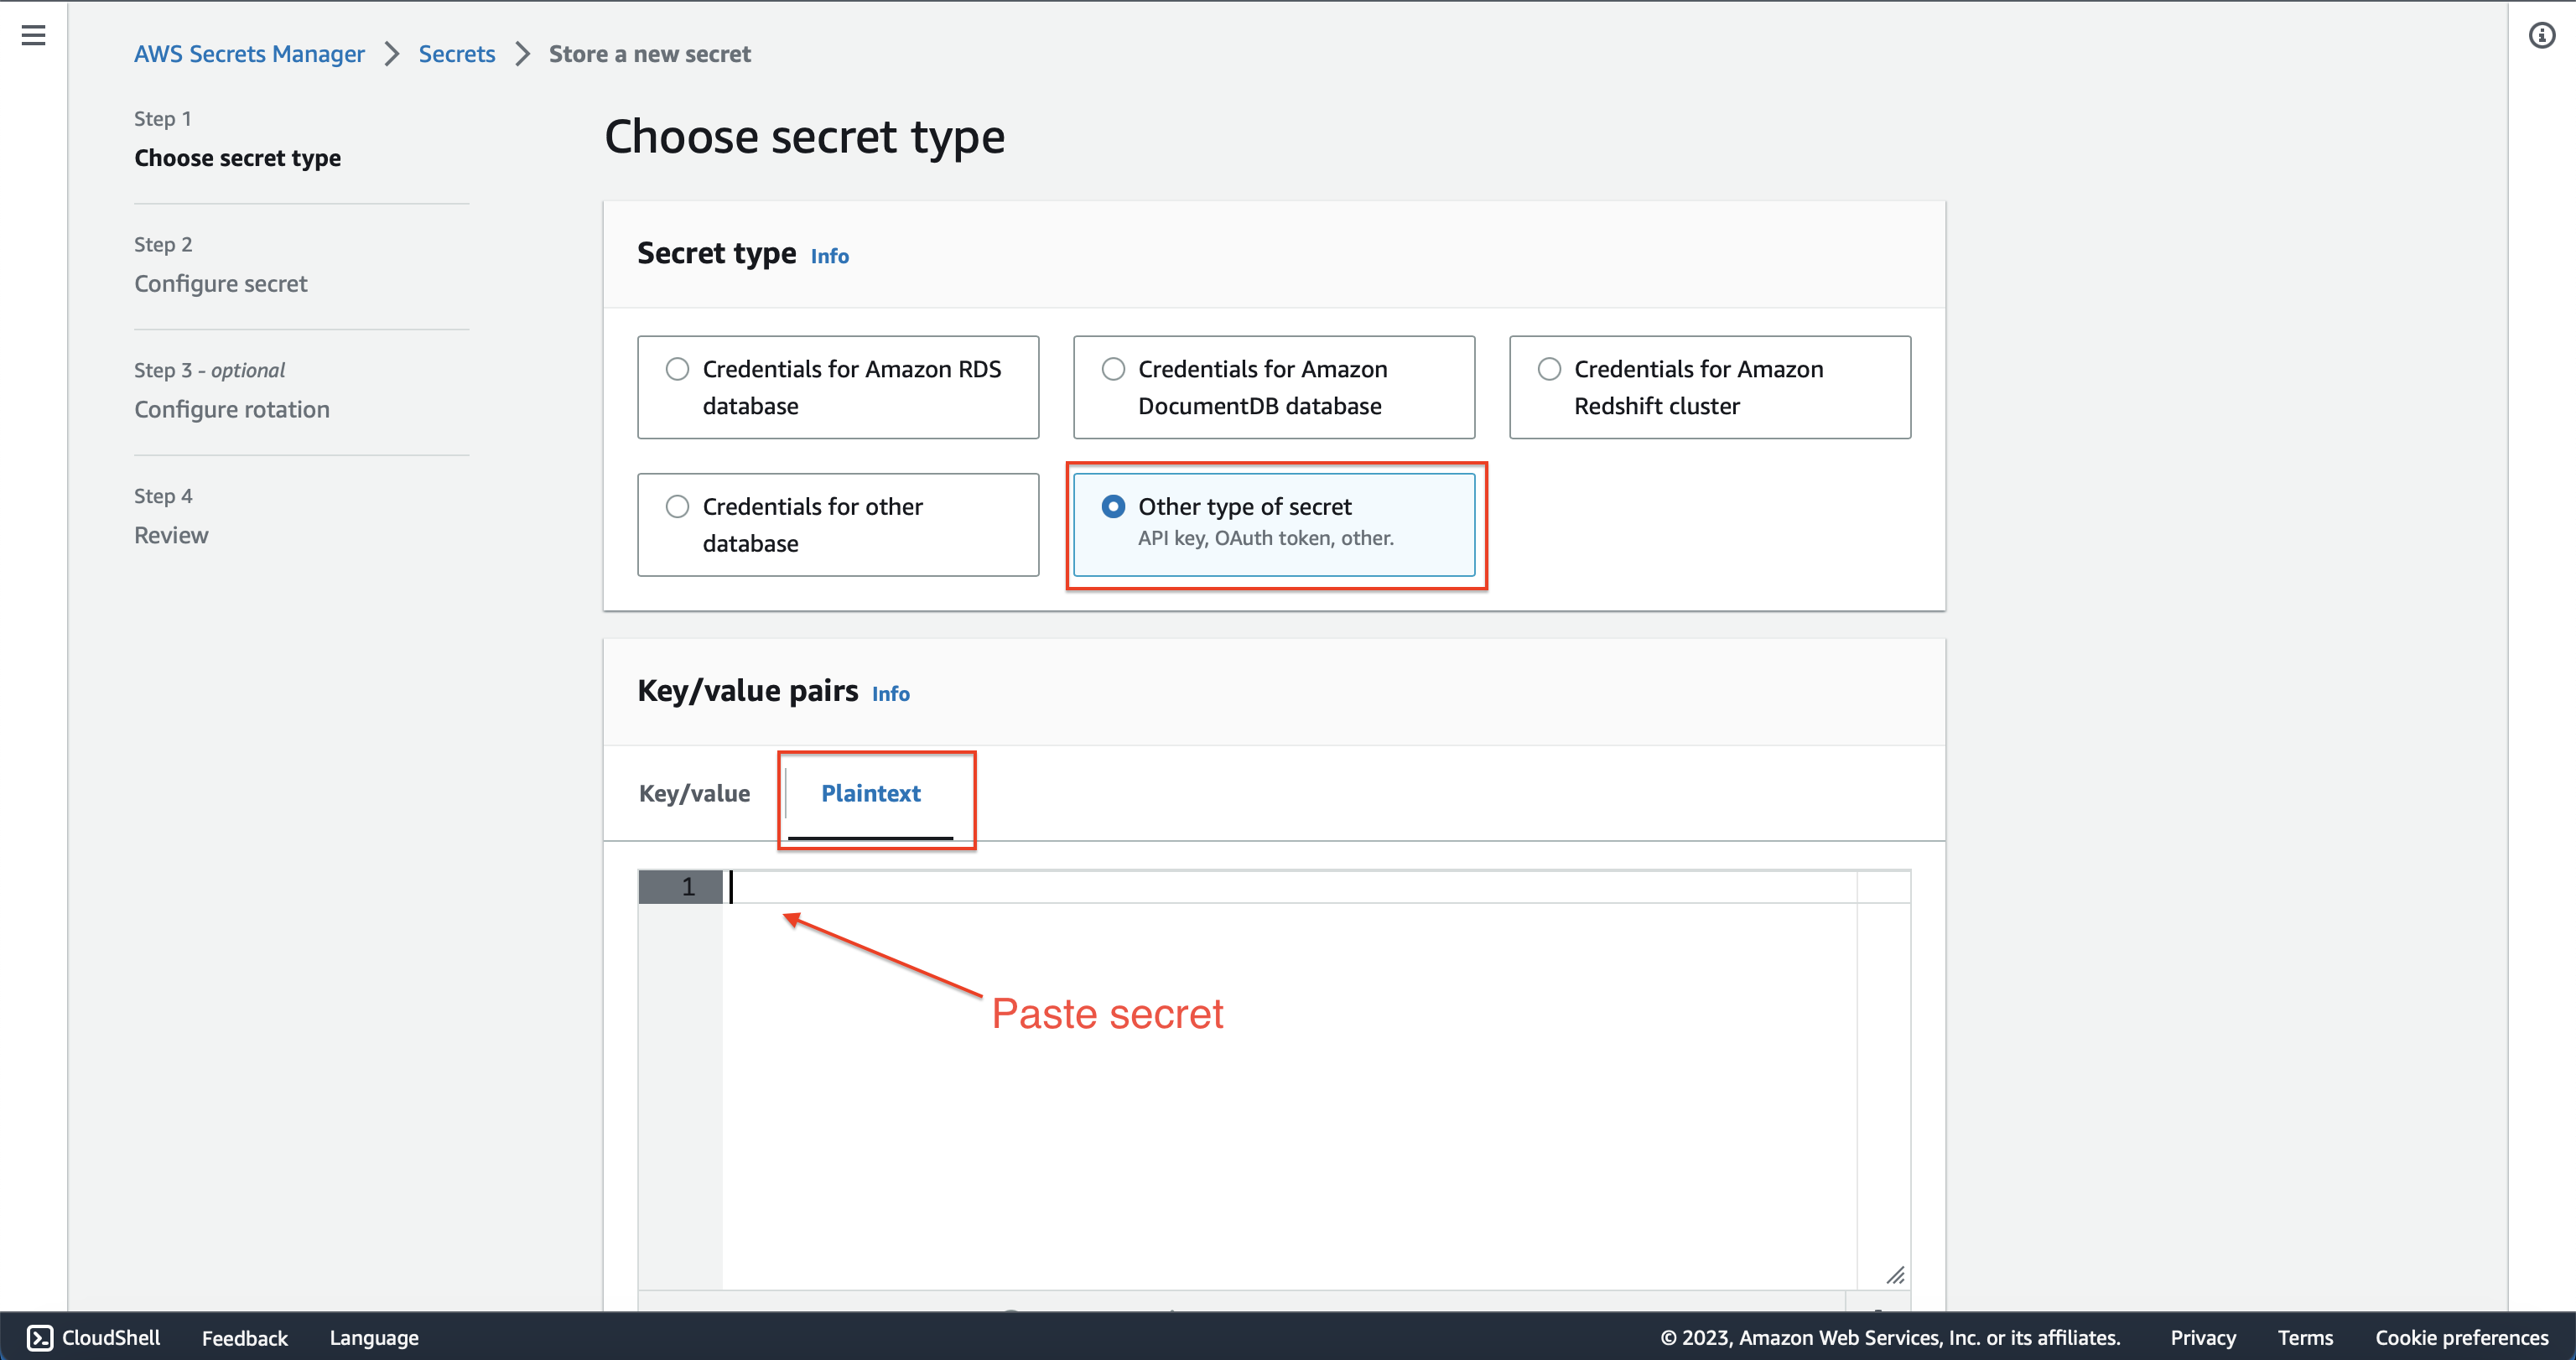 AWS Secrets Manager > Secrets > Store a new secret
Step 1
Choose secret type
Step 2
Configure secret
Step 3 - optional
Configure rotation
Step 4
Review
Choose secret type
Secret type Info
Credentials for Amazon RDS
database
Credentials for Amazon
DocumentDB database
Credentials for Amazon
Redshift cluster
Credentials for other
database
Other type of secret
API key, OAuth token, other.
Key/value pairs Info
Key/value Plaintext
1
Paste secret
CloudShell Feedback Language © 2023, Amazon Web Services, Inc. or its affiliates. Privacy Terms Cookie preferences